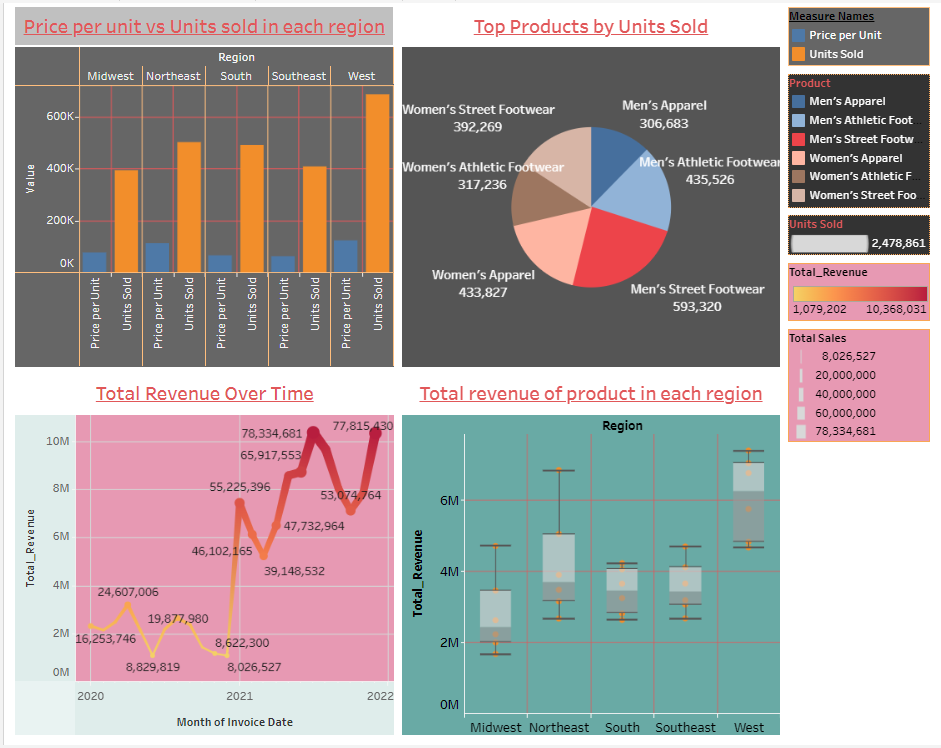 Price per unit vs Units sold in each region
Region
Midwest Northeast South Southeast West
Value
600K
400K
200K
0K
Price per Unit
Units Sold
Price per Unit
Units Sold
Price per Unit
Units Sold
Price per Unit
Units Sold
Price per Unit
Units Sold
Top Products by Units Sold
Women's Street Footwear
392,269
Men's Apparel
306,683
Women's Athletic Footwear
317,236
Men's Athletic Footwear
435,526
Women's Apparel
433,827
Men's Street Footwear
593,320
Measure Names
Price per Unit
Units Sold
Product
Men's Apparel
Men's Athletic Foot
Men's Street Footw
Women's Apparel
Women's Athletic F
Women's Street Foo
Units Sold
2,478,861
Total_Revenue
1,079,202 10,368,031
Total Sales
8,026,527
20,000,000
40,000,000
60,000,000
78,334,681
Total Revenue Over Time
Total_Revenue
10M
8M
6M
4M
2M
0M
78,334,681
77,815,430
65,917,553
55,225,396
53,074,764
47,732,964
46,102,165
39,148,532
24,607,006
19,877,980
16,253,746
8,622,300
8,829,819
8,026,527
2020 2021 2022
Month of Invoice Date
Total revenue of product in each region
Region
Total_Revenue
6M
4M
2M
0M
Midwest Northeast South Southeast West